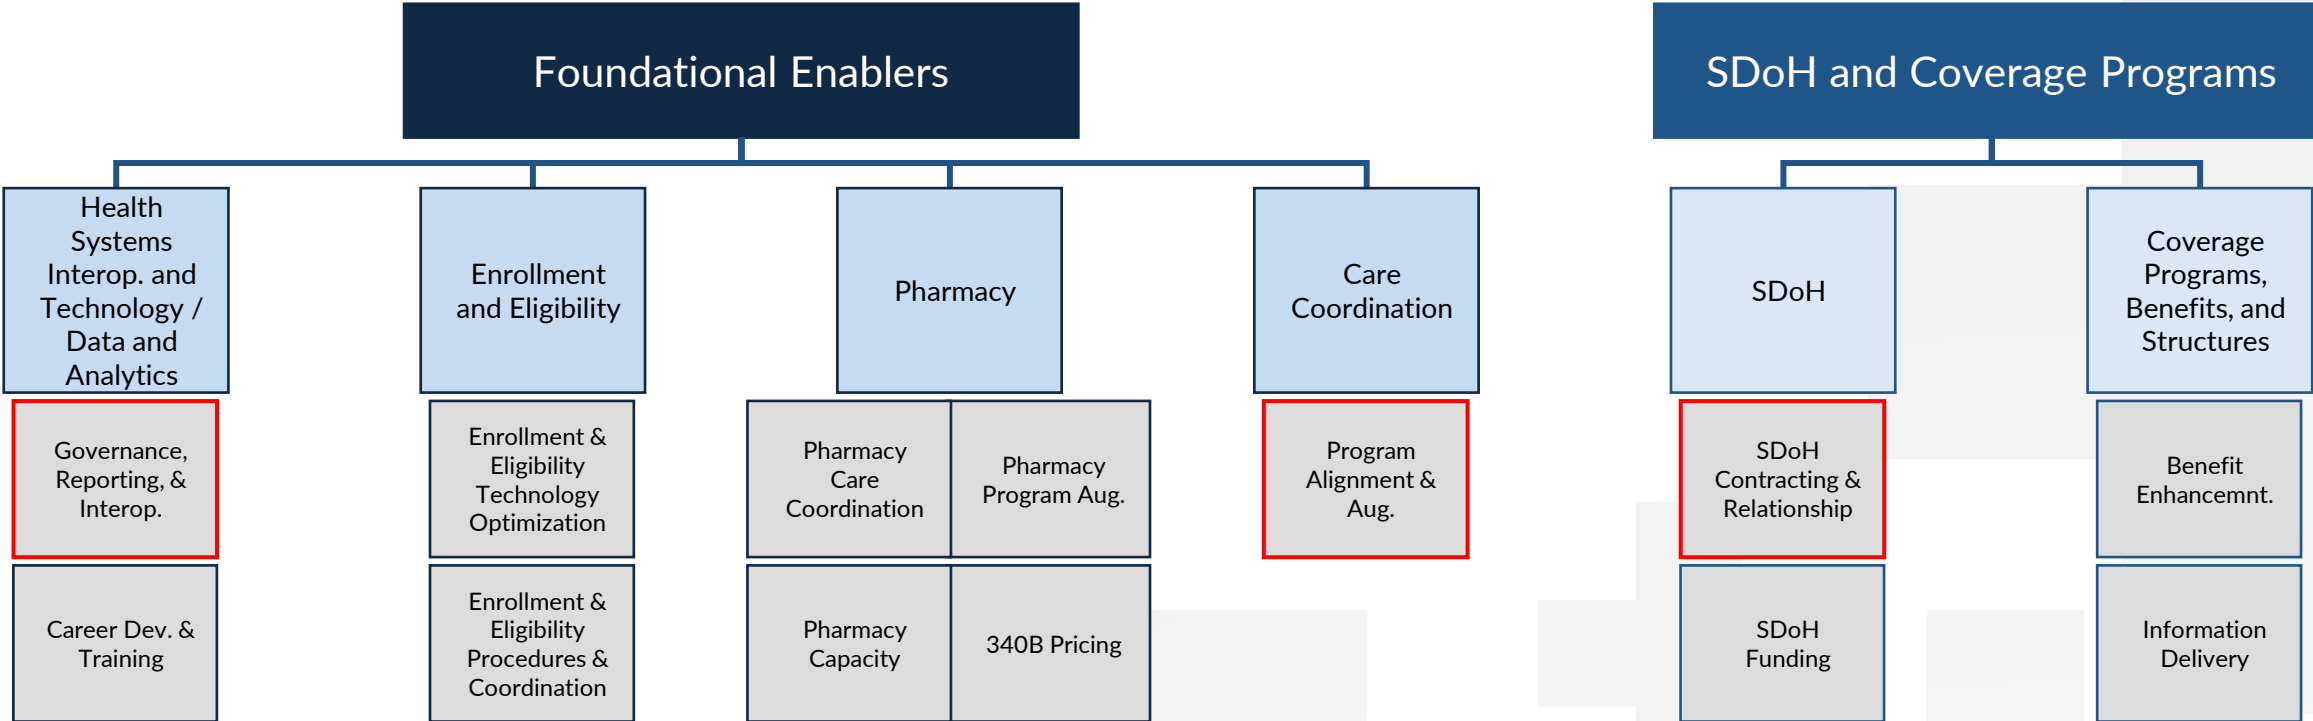 Foundational Enablers
SDoH and Coverage Programs
Health
Systems
Interop. and
Technology /
Data and
Analytics
Enrollment
and Eligibility
Pharmacy
Care
Coordination
SDoH
Coverage
Programs,
Benefits, and
Structures
Governance,
Reporting, &
Interop.
Enrollment &
Eligibility
Technology
Optimization
Pharmacy
Care
Coordination
Pharmacy
Program Aug.
Program
Alignment &
Aug.
SDoH
Contracting &
Relationship
Benefit
Enhancemnt.
Career Dev. &
Training
Enrollment &
Eligibility
Procedures &
Coordination
Pharmacy
Capacity
340B Pricing
SDoH
Funding
Information
Delivery